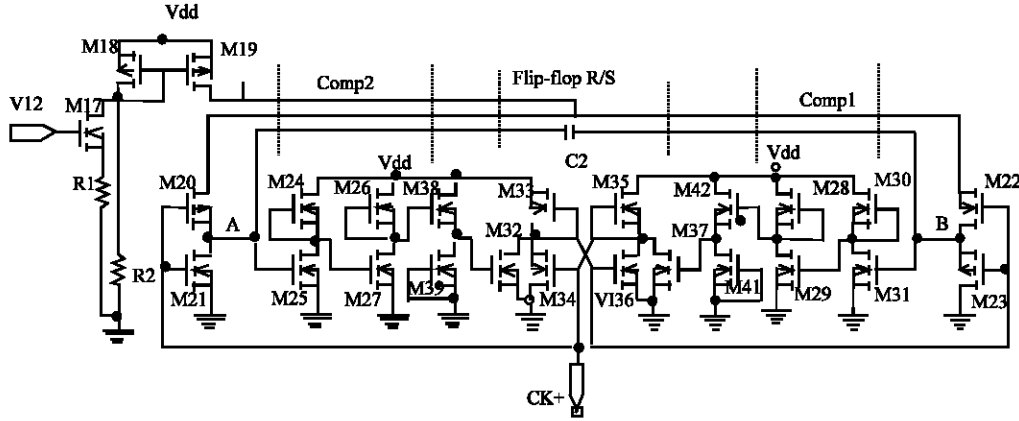 Vdd
M18
M19
Comp2
Flip-flop R/S
Comp1
V12
M17
C2
R1
M20
M24
Vdd
M26
M38
M33
M35
M42
Vdd
M28
M30
M22
A
M32
M37
B
R2
M21
M25
M27
M39
M34
VI36
M41
M29
M31
M23
CK+